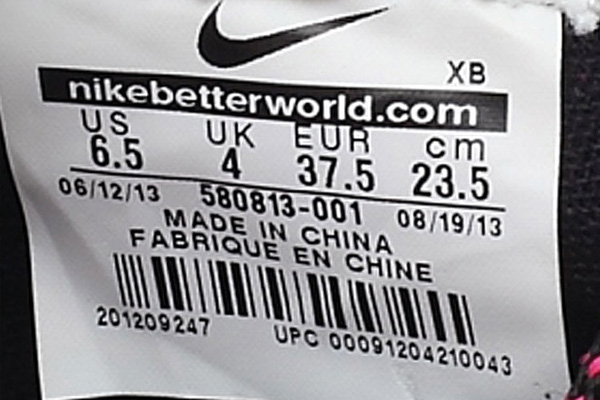 XB
nikebetterworld.com
US UK EUR cm
6.5 4 37.5 23.5
06/12/13 580813-001 08/19/13
MADE IN CHINA
FABRIQUE EN CHINE
201209247 UPC 00091204210043